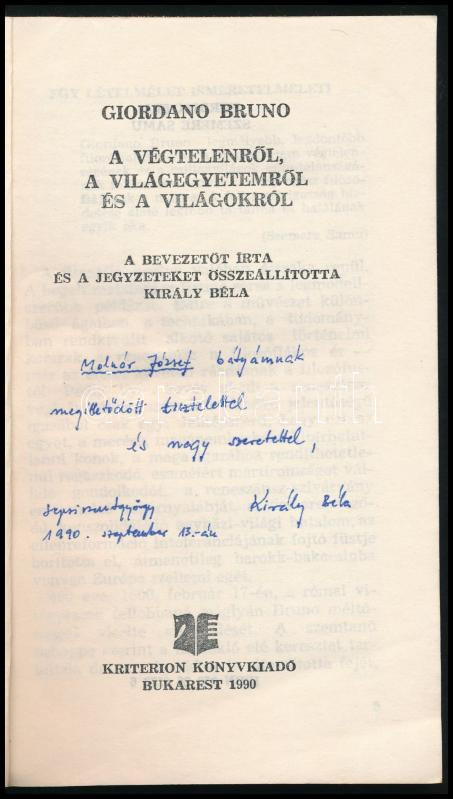 GIORDANO BRUNO
A VÉGTELENRŐL,
A VILÁGEGYETEMRŐL
ÉS A VILÁGOKRÓL
A BEVEZETŐT ÍRTA
ÉS A JEGYZETEKET ÖSSZEÁLLÍTOTTA
KIRÁLY BÉLA
Molnár József bátyámnak
megilletődött tisztelettel
és nagy szeretettel,
Sepsiszentgyörgy Király Béla
1990. szeptember 13.-án
KRITERION KÖNYVKIADÓ
BUKAREST 1990